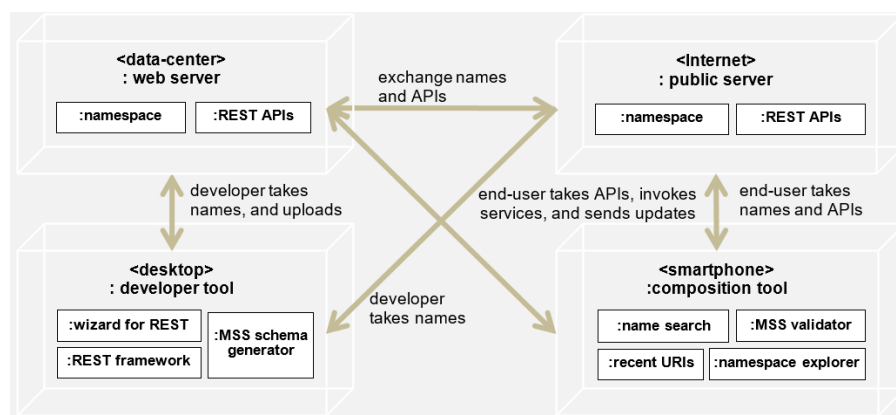 <data-center>
: web server
:namespace
:REST APIs
exchange names
and APIs
<Internet>
: public server
:namespace
:REST APIs
developer takes
names, and uploads
end-user takes APIs, invokes
services, and sends updates
end-user takes
names and APIs
<desktop>
: developer tool
:wizard for REST
:REST framework
:MSS schema
generator
developer
takes names
<smartphone>
:composition tool
:name search
:MSS validator
:recent URIs
:namespace explorer